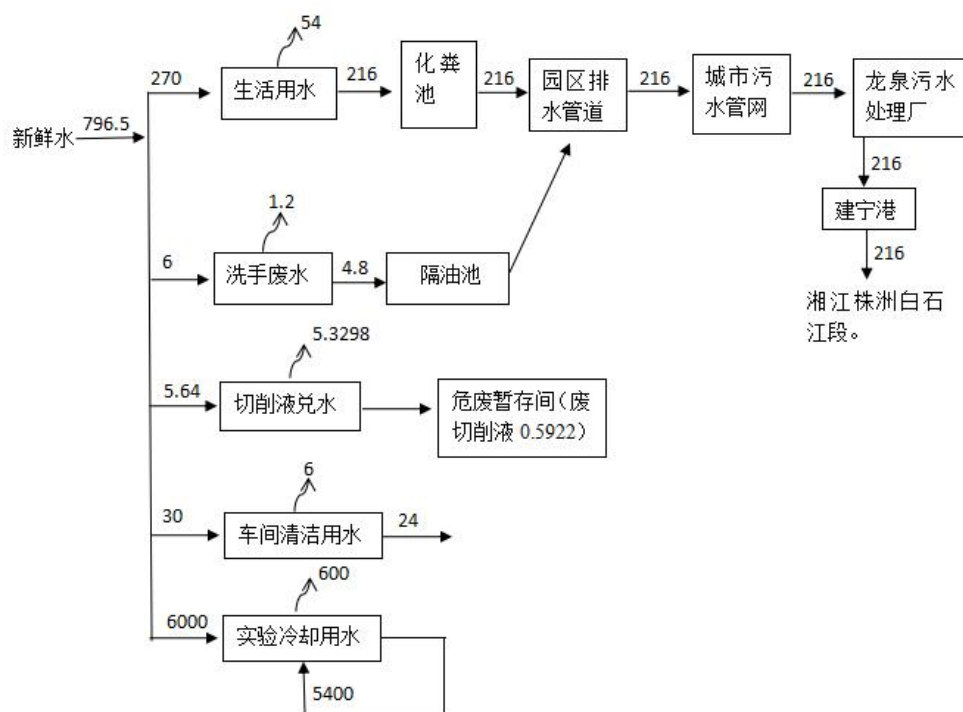 54
270
生活用水
216
化粪
池
216
园区排
水管道
216
城市污
水管网
216
龙泉污水
处理厂
新鲜水
796.5
216
建宁港
216
湘江株洲白石
江段。
1.2
6
洗手废水
4.8
隔油池
5.3298
5.64
切削液兑水
危废暂存间（废
切削液 0.5922）
6
30
车间清洁用水
24
600
6000
实验冷却用水
5400